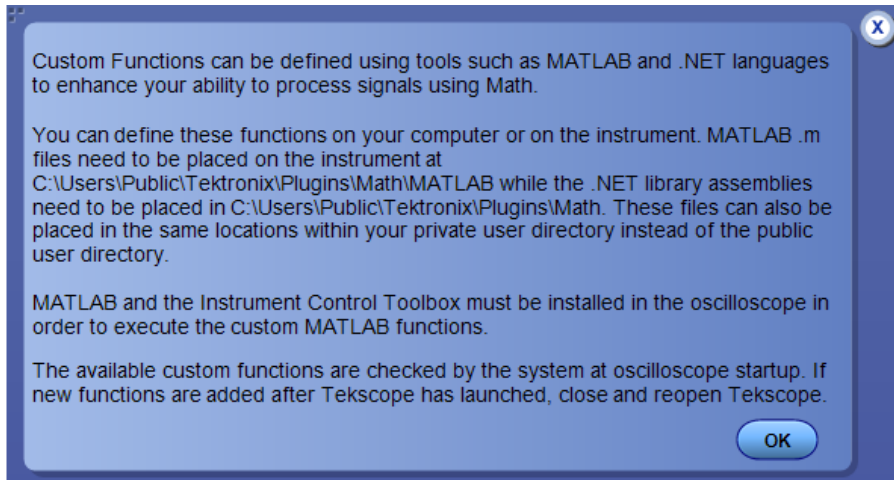 X
Custom Functions can be defined using tools such as MATLAB and .NET languages
to enhance your ability to process signals using Math.
You can define these functions on your computer or on the instrument. MATLAB .m
files need to be placed on the instrument at
C:\Users\Public\Tektronix\Plugins\Math\MATLAB while the .NET library assemblies
need to be placed in C:\Users\Public\Tektronix\Plugins\Math. These files can also be
placed in the same locations within your private user directory instead of the public
user directory.
MATLAB and the Instrument Control Toolbox must be installed in the oscilloscope in
order to execute the custom MATLAB functions.
The available custom functions are checked by the system at oscilloscope startup. If
new functions are added after Tekscope has launched, close and reopen Tekscope.
OK